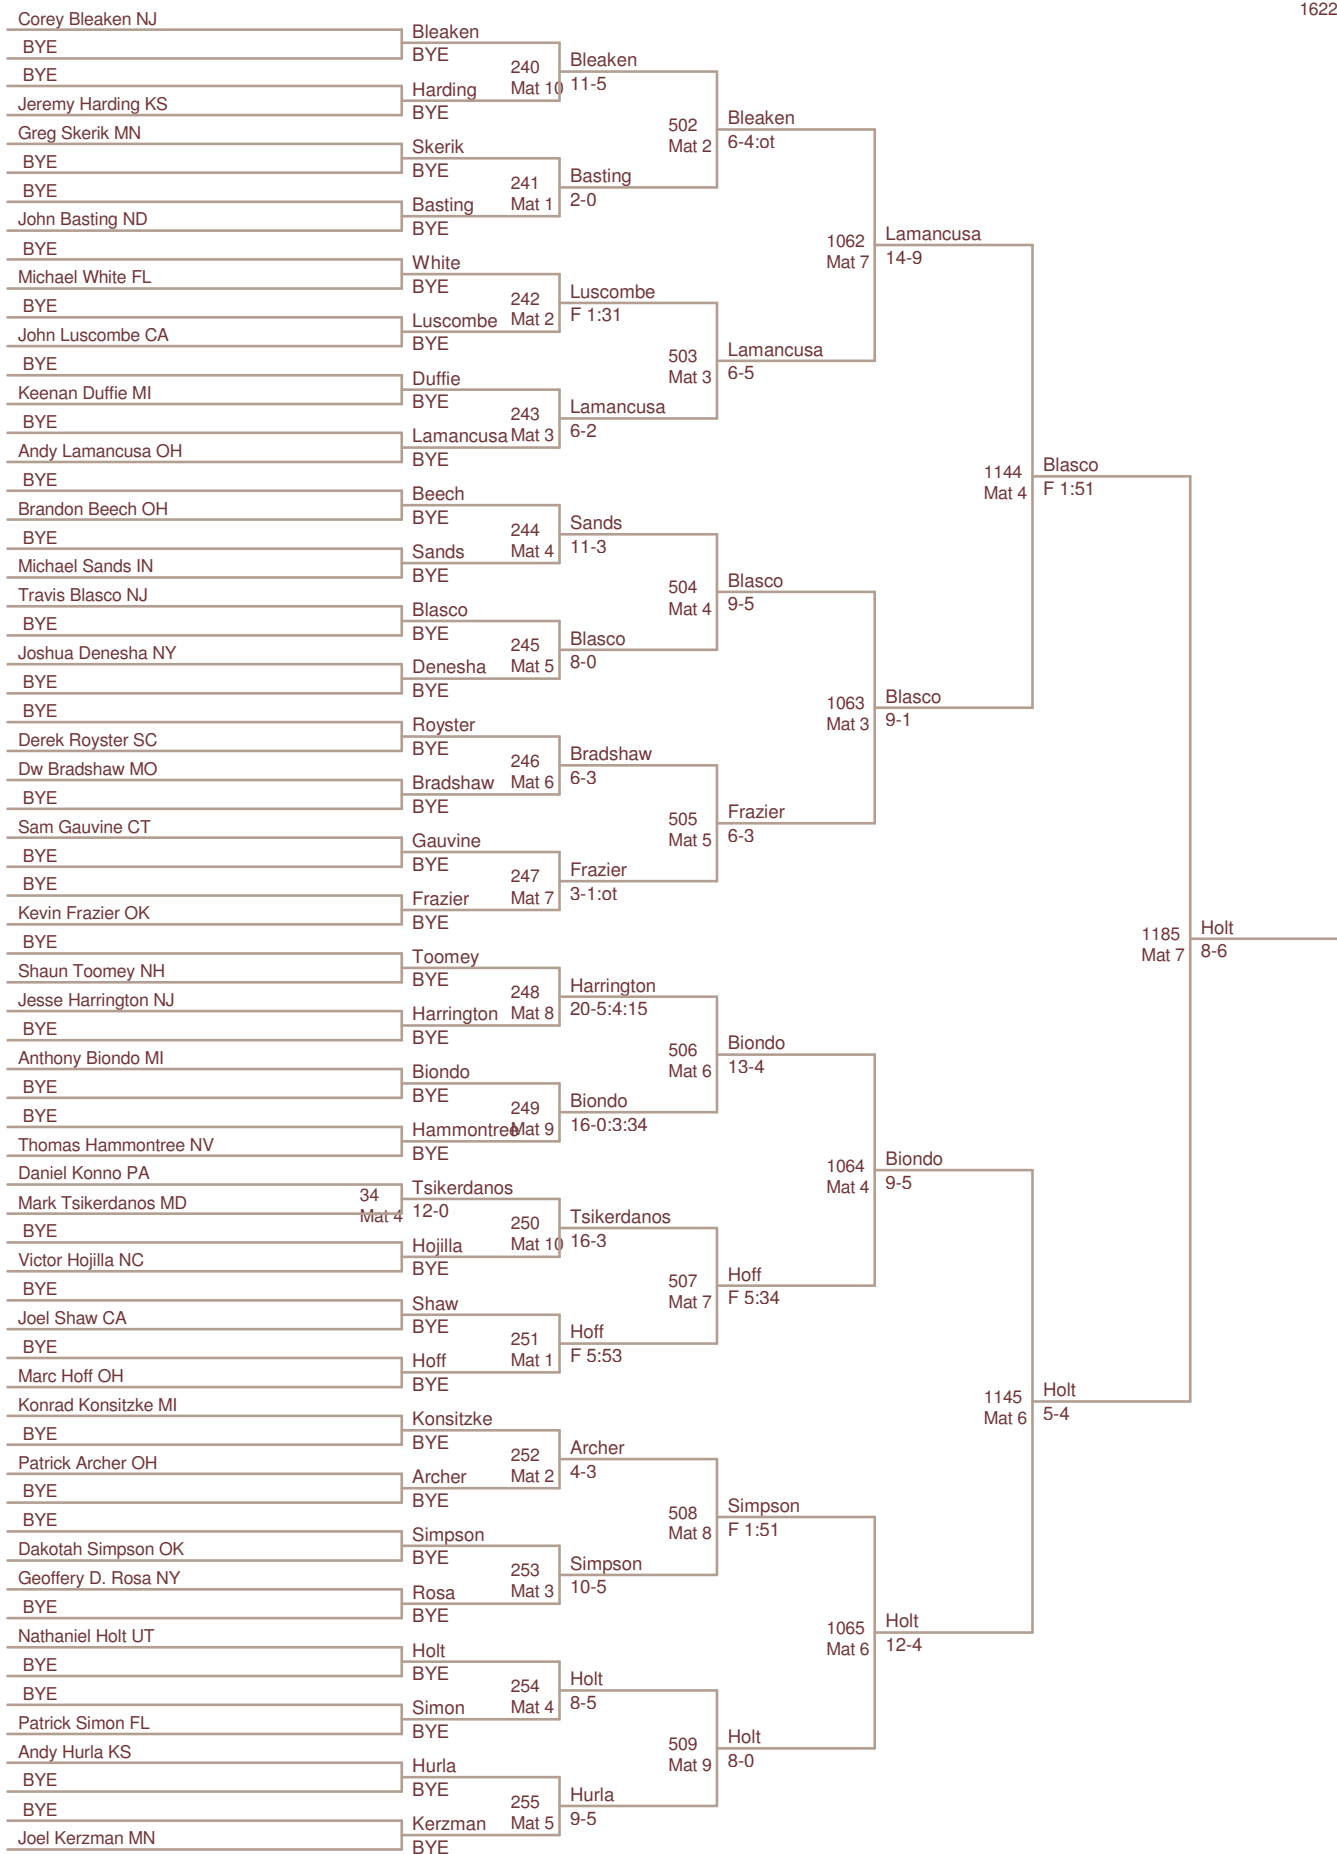 1622
Corey Bleaken NJ
BYE
BYE
Jeremy Harding KS
Greg Skerik MN
BYE
BYE
John Basting ND
BYE
Michael White FL
BYE
John Luscombe CA
BYE
Keenan Duffie MI
BYE
Andy Lamancusa OH
BYE
Brandon Beech OH
BYE
Michael Sands IN
Travis Blasco NJ
BYE
Joshua Denesha NY
BYE
BYE
Derek Royster SC
Dw Bradshaw MO
BYE
Sam Gauvine CT
BYE
BYE
Kevin Frazier OK
BYE
Shaun Toomey NH
Jesse Harrington NJ
BYE
Anthony Biondo MI
BYE
BYE
Thomas Hammontree NV
Daniel Konno PA
Mark Tsikerdanos MD
BYE
Victor Hojilla NC
BYE
Joel Shaw CA
BYE
Marc Hoff OH
Konrad Konsitzke MI
BYE
Patrick Archer OH
BYE
BYE
Dakotah Simpson OK
Geoffery D. Rosa NY
BYE
Nathaniel Holt UT
BYE
BYE
Patrick Simon FL
Andy Hurla KS
BYE
BYE
Joel Kerzman MN
Bleaken
BYE
Harding
BYE
Skerik
BYE
Basting
BYE
White
BYE
Luscombe
BYE
Duffie
BYE
Lamancusa
BYE
Beech
BYE
Sands
BYE
Blasco
BYE
Denesha
BYE
Royster
BYE
Bradshaw
BYE
Gauvine
BYE
Frazier
BYE
Toomey
BYE
Harrington
BYE
Biondo
BYE
Hammontree
BYE
34
Mat 4
Tsikerdanos
12-0
Hojilla
BYE
Shaw
BYE
Hoff
BYE
Konsitzke
BYE
Archer
BYE
Simpson
BYE
Rosa
BYE
Holt
BYE
Simon
BYE
Hurla
BYE
Kerzman
BYE
240
Mat 10
Bleaken
11-5
241
Mat 1
Basting
2-0
242
Mat 2
Luscombe
F 1:31
243
Mat 3
Lamancusa
6-2
244
Mat 4
Sands
11-3
245
Mat 5
Blasco
8-0
246
Mat 6
Bradshaw
6-3
247
Mat 7
Frazier
3-1:ot
248
Mat 8
Harrington
20-5:4:15
249
Mat 9
Biondo
16-0:3:34
250
Mat 10
Tsikerdanos
16-3
251
Mat 1
Hoff
F 5:53
252
Mat 2
Archer
4-3
253
Mat 3
Simpson
10-5
254
Mat 4
Holt
8-5
255
Mat 5
Hurla
9-5
502
Mat 2
Bleaken
6-4:ot
503
Mat 3
Lamancusa
6-5
504
Mat 4
Blasco
9-5
505
Mat 5
Frazier
6-3
506
Mat 6
Biondo
13-4
507
Mat 7
Hoff
F 5:34
508
Mat 8
Simpson
F 1:51
509
Mat 9
Holt
8-0
1062
Mat 7
Lamancusa
14-9
1063
Mat 3
Blasco
9-1
1064
Mat 4
Biondo
9-5
1065
Mat 6
Holt
12-4
1144
Mat 4
Blasco
F 1:51
1145
Mat 6
Holt
5-4
1185
Mat 7
Holt
8-6